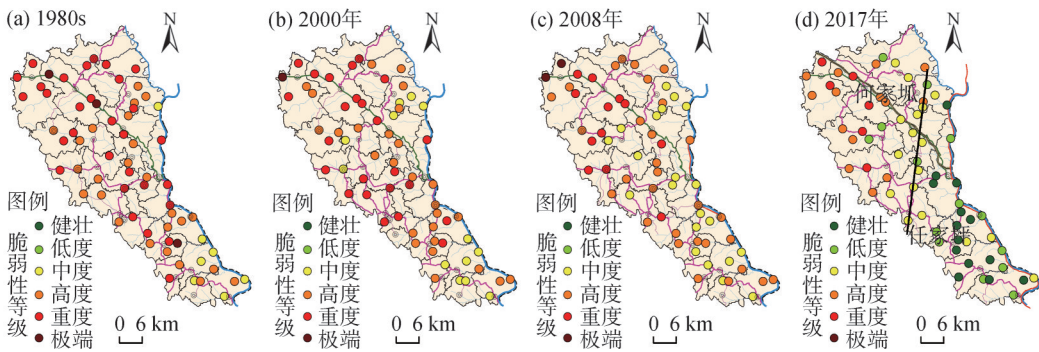 (a) 1980s
N
图例
脆弱性等级
健壮
低度
中度
高度
重度
极端
0 6 km
(b) 2000年
N
图例
脆弱性等级
健壮
低度
中度
高度
重度
极端
0 6 km
(c) 2008年
N
图例
脆弱性等级
健壮
低度
中度
高度
重度
极端
0 6 km
(d) 2017年
N
何家坬
任家坪
图例
脆弱性等级
健壮
低度
中度
高度
重度
极端
0 6 km